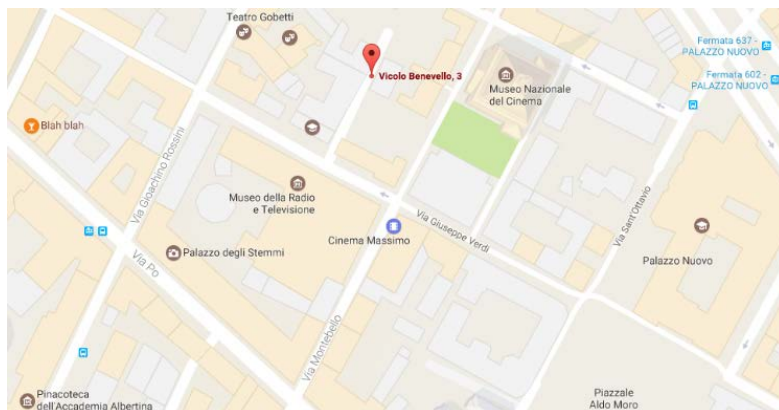 Teatro Gobetti
Vicolo Benevello, 3
Fermata 637 -
PALAZZO NUOVO
Fermata 602 -
PALAZZO NUOVO
Museo Nazionale
del Cinema
Blah blah
Via Gioachino Rossini
Museo della Radio
e Televisione
Via Giuseppe Verdi
Via Sant'Ottavio
Cinema Massimo
Palazzo degli Stemmi
Palazzo Nuovo
Via Po
Via Montebello
Pinacoteca
dell'Accademia Albertina
Piazzale
Aldo Moro